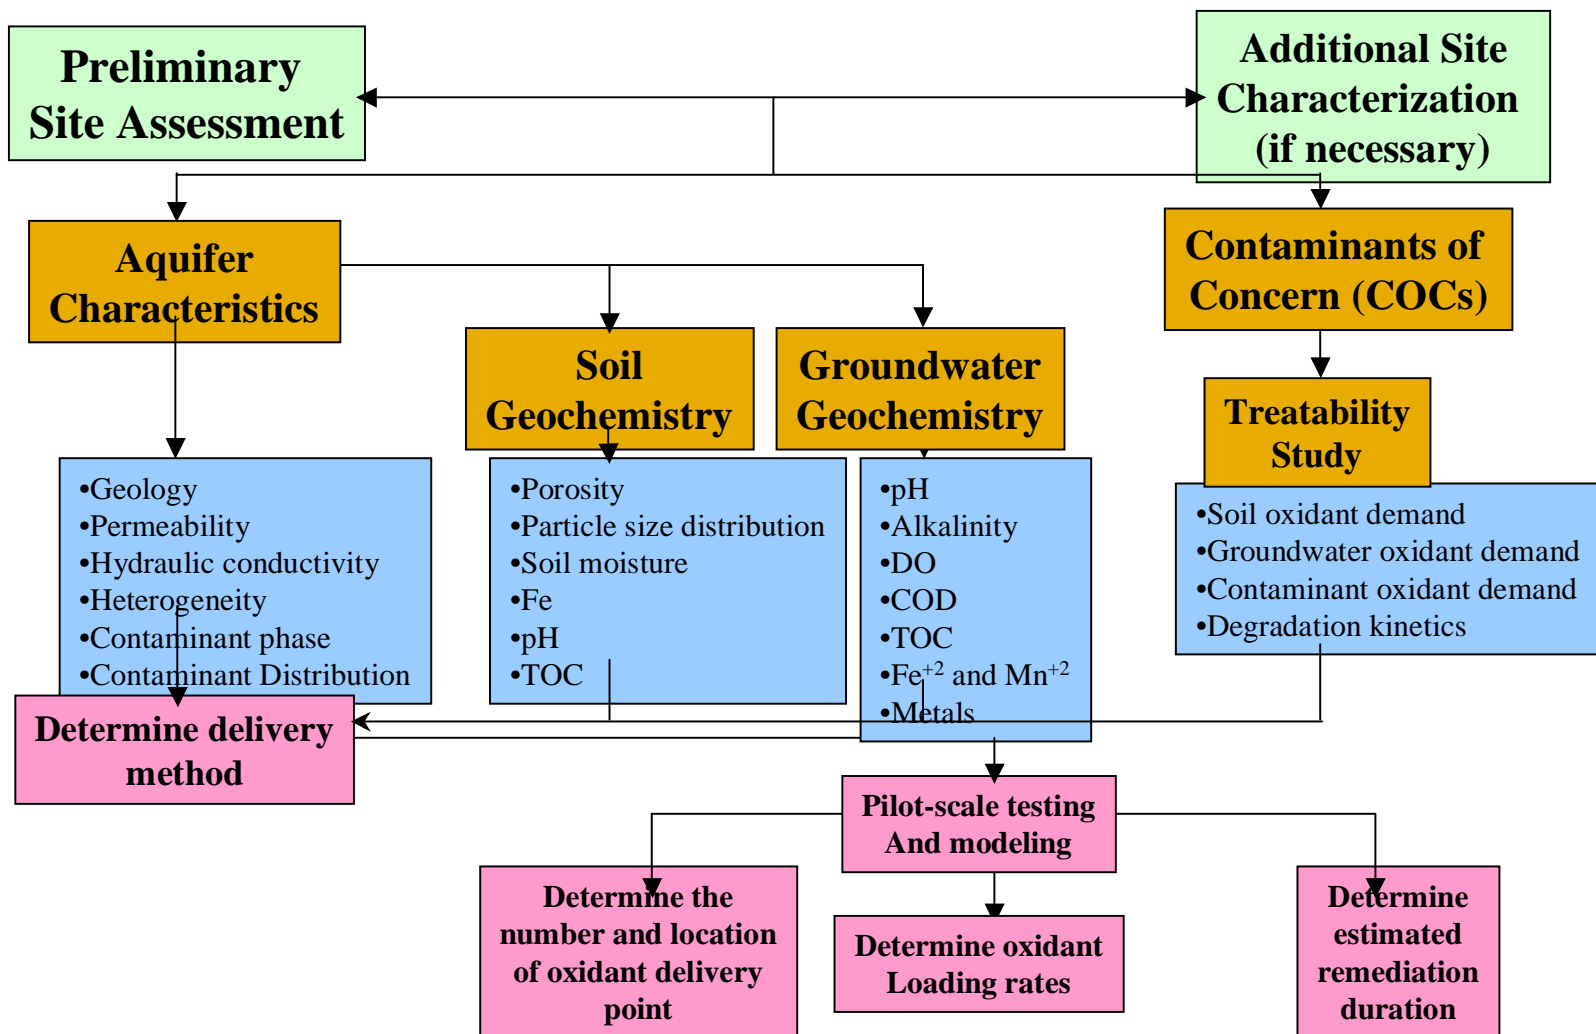 Preliminary
Site Assessment
Additional Site
Characterization
(if necessary)
Aquifer
Characteristics
Contaminants of
Concern (COCs)
Soil
Geochemistry
Groundwater
Geochemistry
Treatability
Study
•Geology
•Permeability
•Hydraulic conductivity
•Heterogeneity
•Contaminant phase
•Contaminant Distribution
•Porosity
•Particle size distribution
•Soil moisture
•Fe
•pH
•TOC
•pH
•Alkalinity
•DO
•COD
•TOC
•Fe⁺² and Mn⁺²
•Metals
•Soil oxidant demand
•Groundwater oxidant demand
•Contaminant oxidant demand
•Degradation kinetics
Determine delivery
method
Pilot-scale testing
And modeling
Determine the
number and location
of oxidant delivery
point
Determine oxidant
Loading rates
Determine
estimated
remediation
duration